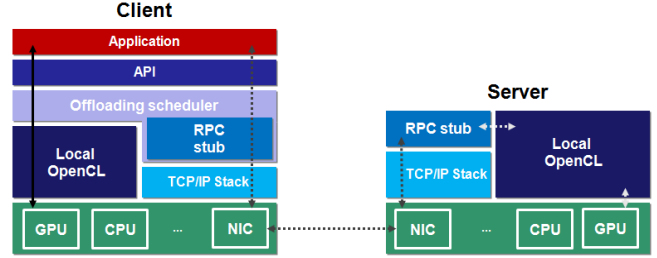 Client
Application
API
Offloading scheduler
RPC
stub
Local
OpenCL
TCP/IP Stack
GPU
CPU
...
NIC
Server
RPC stub
Local
OpenCL
TCP/IP Stack
NIC
...
CPU
GPU